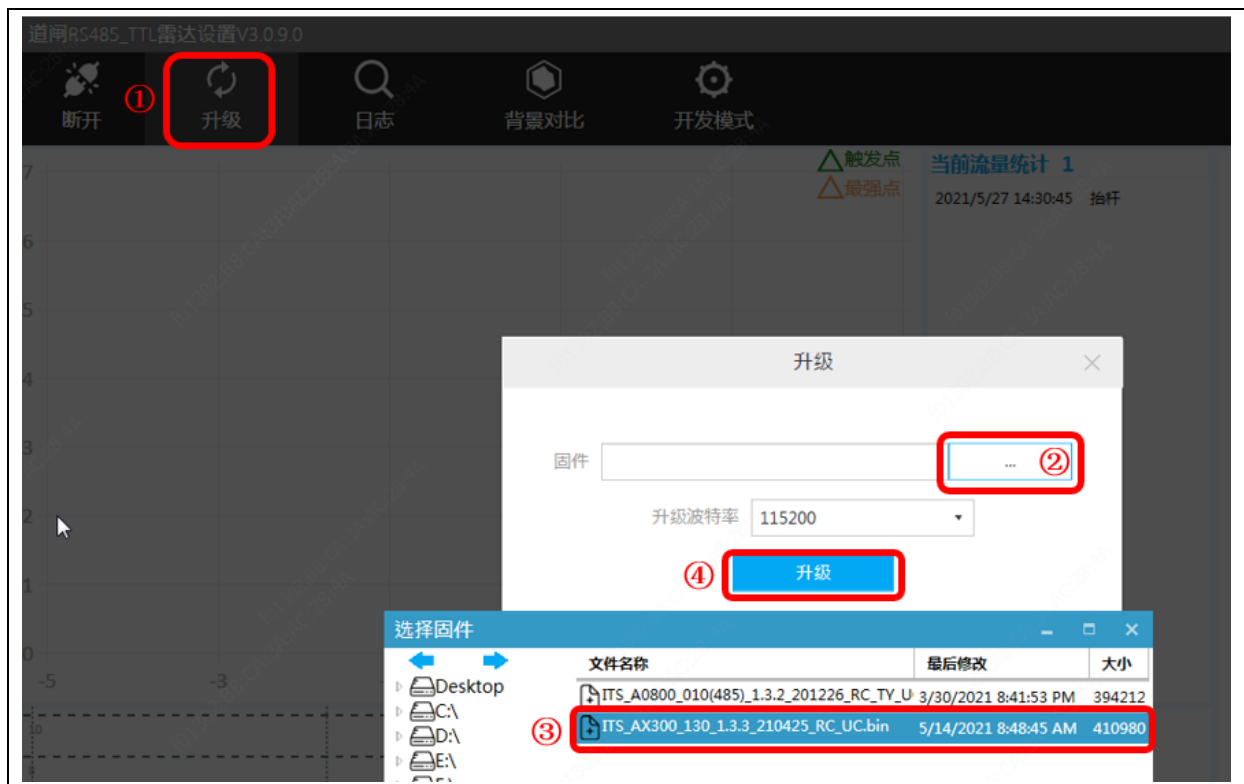 道闸RS485_TTL雷达设置V3.0.9.0
① 断开 升级 日志 背景对比 开发模式
7
触发点
最强点
当前流量统计 1
2021/5/27 14:30:45 抬杆
6
5
升级
4
3
固件 ... ②
2
升级波特率 115200
④ 升级
1
选择固件
0
文件名称 最后修改 大小
-5 -3
Desktop
ITS_A0800_010(485)_1.3.2_201226_RC_TY_U 3/30/2021 8:41:53 PM 394212
C:\
③ ITS_AX300_130_1.3.3_210425_RC_UC.bin 5/14/2021 8:48:45 AM 410980
10
D:\
E:\